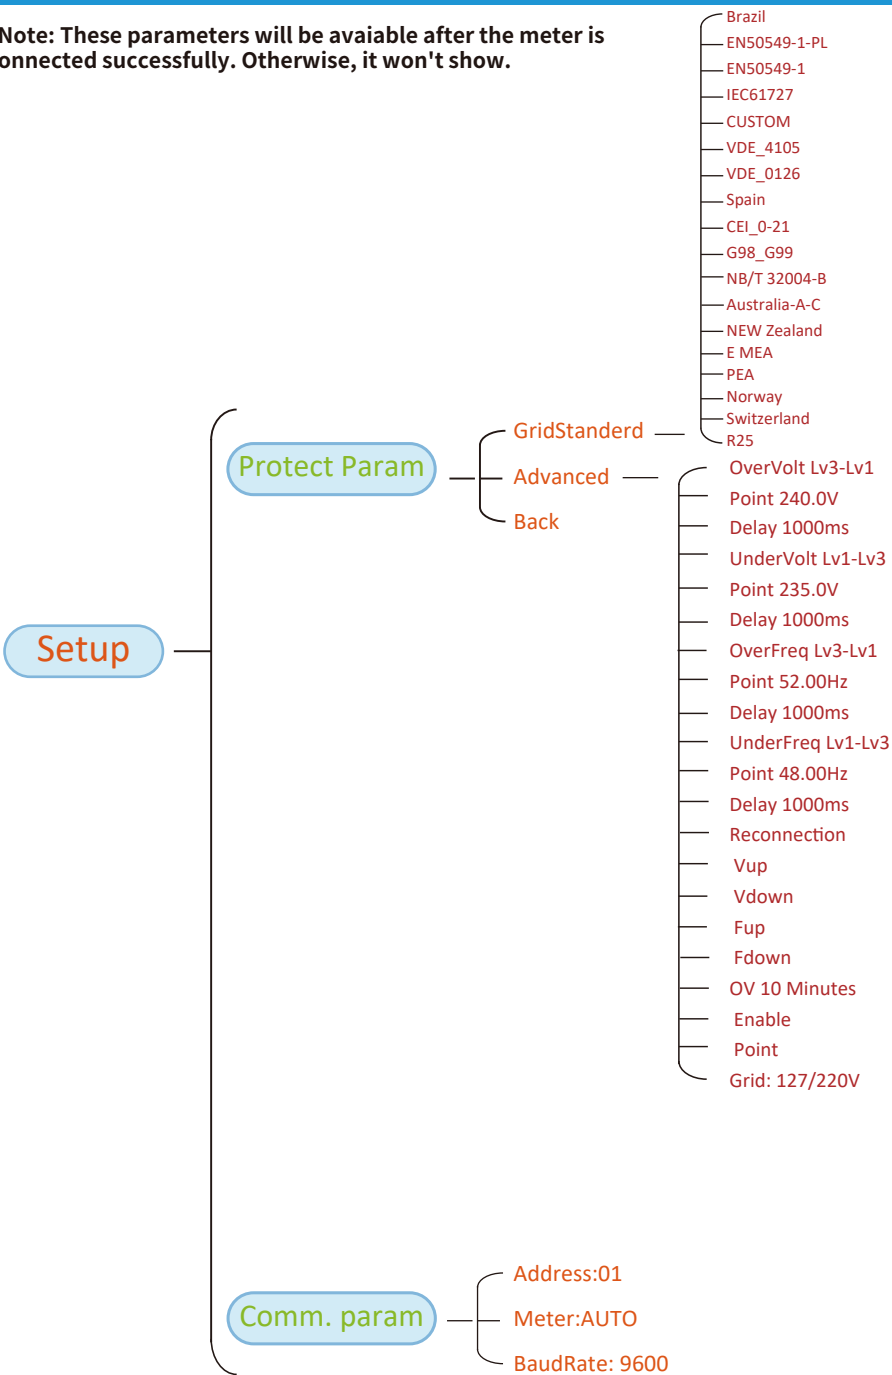 Note: These parameters will be avaiable after the meter is
onnected successfully. Otherwise, it won't show.
Brazil
EN50549-1-PL
EN50549-1
IEC61727
CUSTOM
VDE_4105
VDE_0126
Spain
CEI_0-21
G98_G99
NB/T 32004-B
Australia-A-C
NEW Zealand
E MEA
PEA
Norway
Switzerland
R25
Setup
Protect Param
GridStanderd
Advanced
Back
OverVolt Lv3-Lv1
Point 240.0V
Delay 1000ms
UnderVolt Lv1-Lv3
Point 235.0V
Delay 1000ms
OverFreq Lv3-Lv1
Point 52.00Hz
Delay 1000ms
UnderFreq Lv1-Lv3
Point 48.00Hz
Delay 1000ms
Reconnection
Vup
Vdown
Fup
Fdown
OV 10 Minutes
Enable
Point
Grid: 127/220V
Comm. param
Address:01
Meter:AUTO
BaudRate: 9600